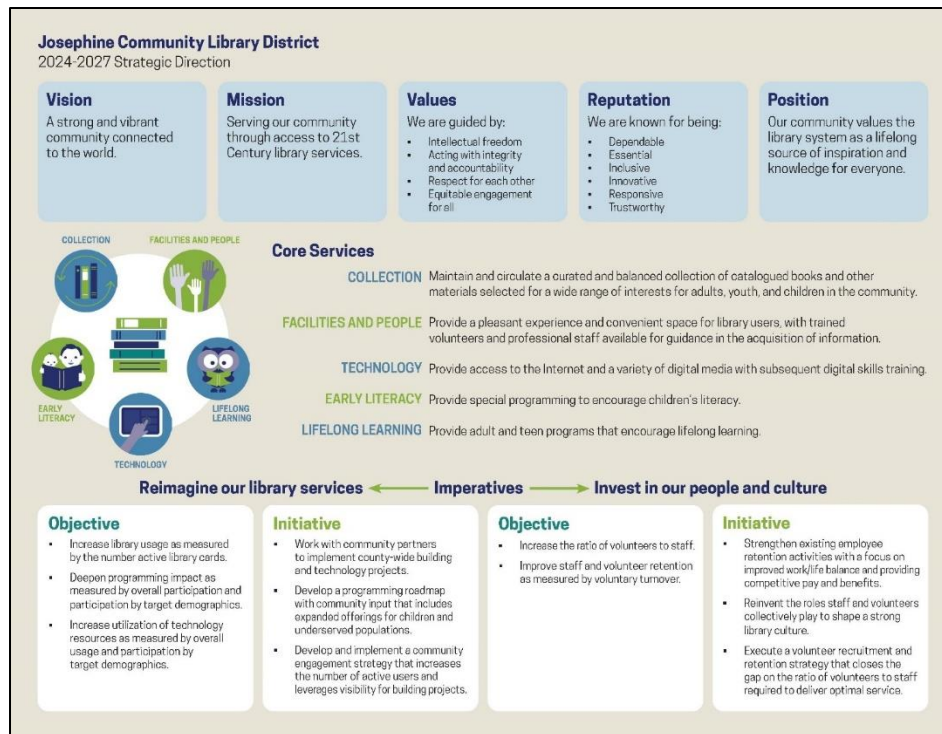 Josephine Community Library District
2024-2027 Strategic Direction
Vision
A strong and vibrant
community connected
to the world.
Mission
Serving our community
through access to 21st
Century library services.
Values
We are guided by:
▪ Intellectual freedom
▪ Acting with integrity
and accountability
▪ Respect for each other
▪ Equitable engagement
for all
Reputation
We are known for being:
▪ Dependable
▪ Essential
▪ Inclusive
▪ Innovative
▪ Responsive
▪ Trustworthy
Position
Our community values the
library system as a lifelong
source of inspiration and
knowledge for everyone.
COLLECTION
FACILITIES AND PEOPLE
EARLY
LITERACY
LIFELONG
LEARNING
TECHNOLOGY
Core Services
COLLECTION Maintain and circulate a curated and balanced collection of catalogued books and other
materials selected for a wide range of interests for adults, youth, and children in the community.
FACILITIES AND PEOPLE Provide a pleasant experience and convenient space for library users, with trained
volunteers and professional staff available for guidance in the acquisition of information.
TECHNOLOGY Provide access to the Internet and a variety of digital media with subsequent digital skills training.
EARLY LITERACY Provide special programming to encourage children's literacy.
LIFELONG LEARNING Provide adult and teen programs that encourage lifelong learning.
Reimagine our library services Imperatives Invest in our people and culture
Objective
▪ Increase library usage as measured
by the number active library cards.
▪ Deepen programming impact as
measured by overall participation and
participation by target demographics.
▪ Increase utilization of technology
resources as measured by overall
usage and participation by
target demographics.
Initiative
▪ Work with community partners
to implement county-wide building
and technology projects.
▪ Develop a programming roadmap
with community input that includes
expanded offerings for children and
underserved populations.
▪ Develop and implement a community
engagement strategy that increases
the number of active users and
leverages visibility for building projects.
Objective
▪ Increase the ratio of volunteers to staff.
▪ Improve staff and volunteer retention
as measured by voluntary turnover.
Initiative
▪ Strengthen existing employee
retention activities with a focus on
improved work/life balance and providing
competitive pay and benefits.
▪ Reinvent the roles staff and volunteers
collectively play to shape a strong
library culture.
▪ Execute a volunteer recruitment and
retention strategy that closes the
gap on the ratio of volunteers to staff
required to deliver optimal service.